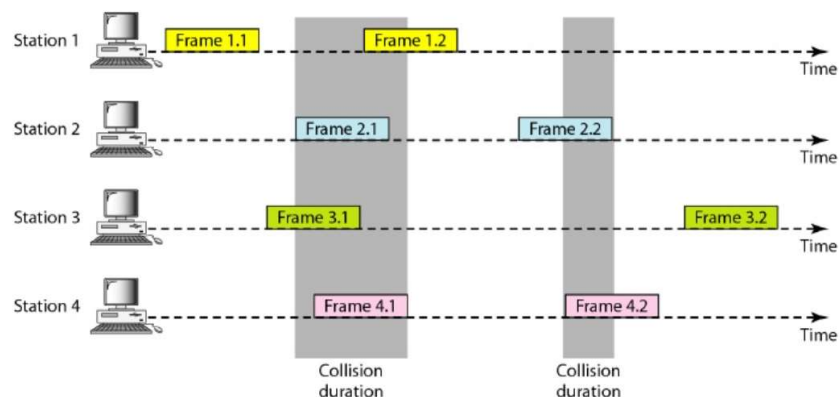 Station 1
Frame 1.1
Frame 1.2
Time
Station 2
Frame 2.1
Frame 2.2
Time
Station 3
Frame 3.1
Frame 3.2
Time
Station 4
Frame 4.1
Frame 4.2
Time
Collision
duration
Collision
duration